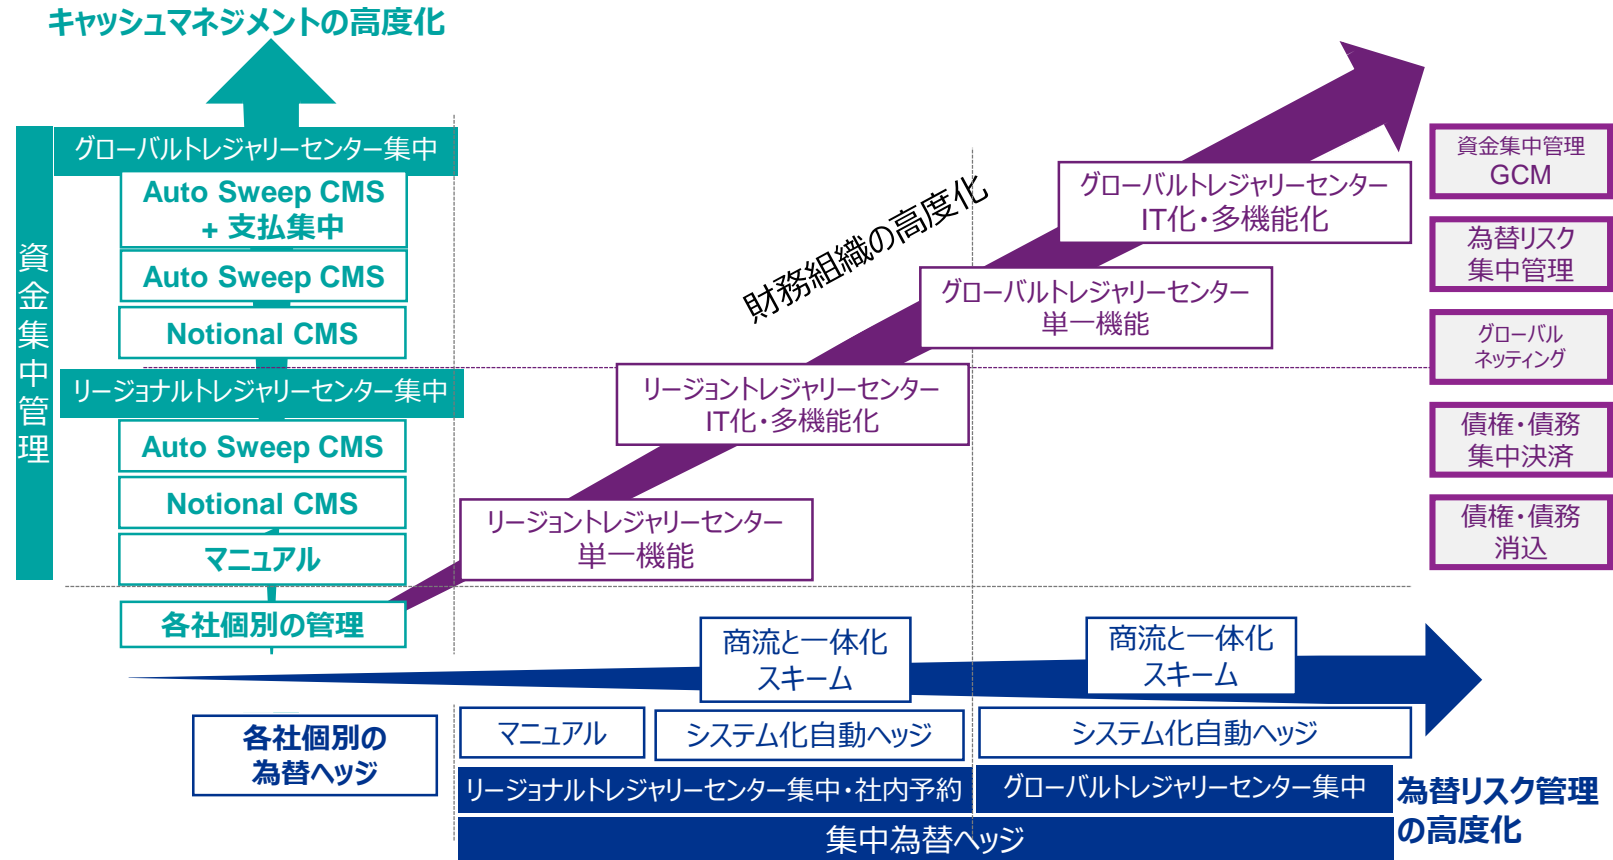 キャッシュマネジメントの高度化
資金集中管理
グローバルトレジャリーセンター集中
Auto Sweep CMS
+ 支払集中
Auto Sweep CMS
Notional CMS
リージョナルトレジャリーセンター集中
Auto Sweep CMS
Notional CMS
マニュアル
各社個別の管理
財務組織の高度化
グローバルトレジャリーセンター
IT化・多機能化
グローバルトレジャリーセンター
単一機能
リージョントレジャリーセンター
IT化・多機能化
リージョントレジャリーセンター
単一機能
資金集中管理
GCM
為替リスク
集中管理
グローバル
ネッティング
債権・債務
集中決済
債権・債務
消込
商流と一体化
スキーム
商流と一体化
スキーム
各社個別の
為替ヘッジ
マニュアル
システム化自動ヘッジ
システム化自動ヘッジ
リージョナルトレジャリーセンター集中・社内予約
グローバルトレジャリーセンター集中
集中為替ヘッジ
為替リスク管理
の高度化